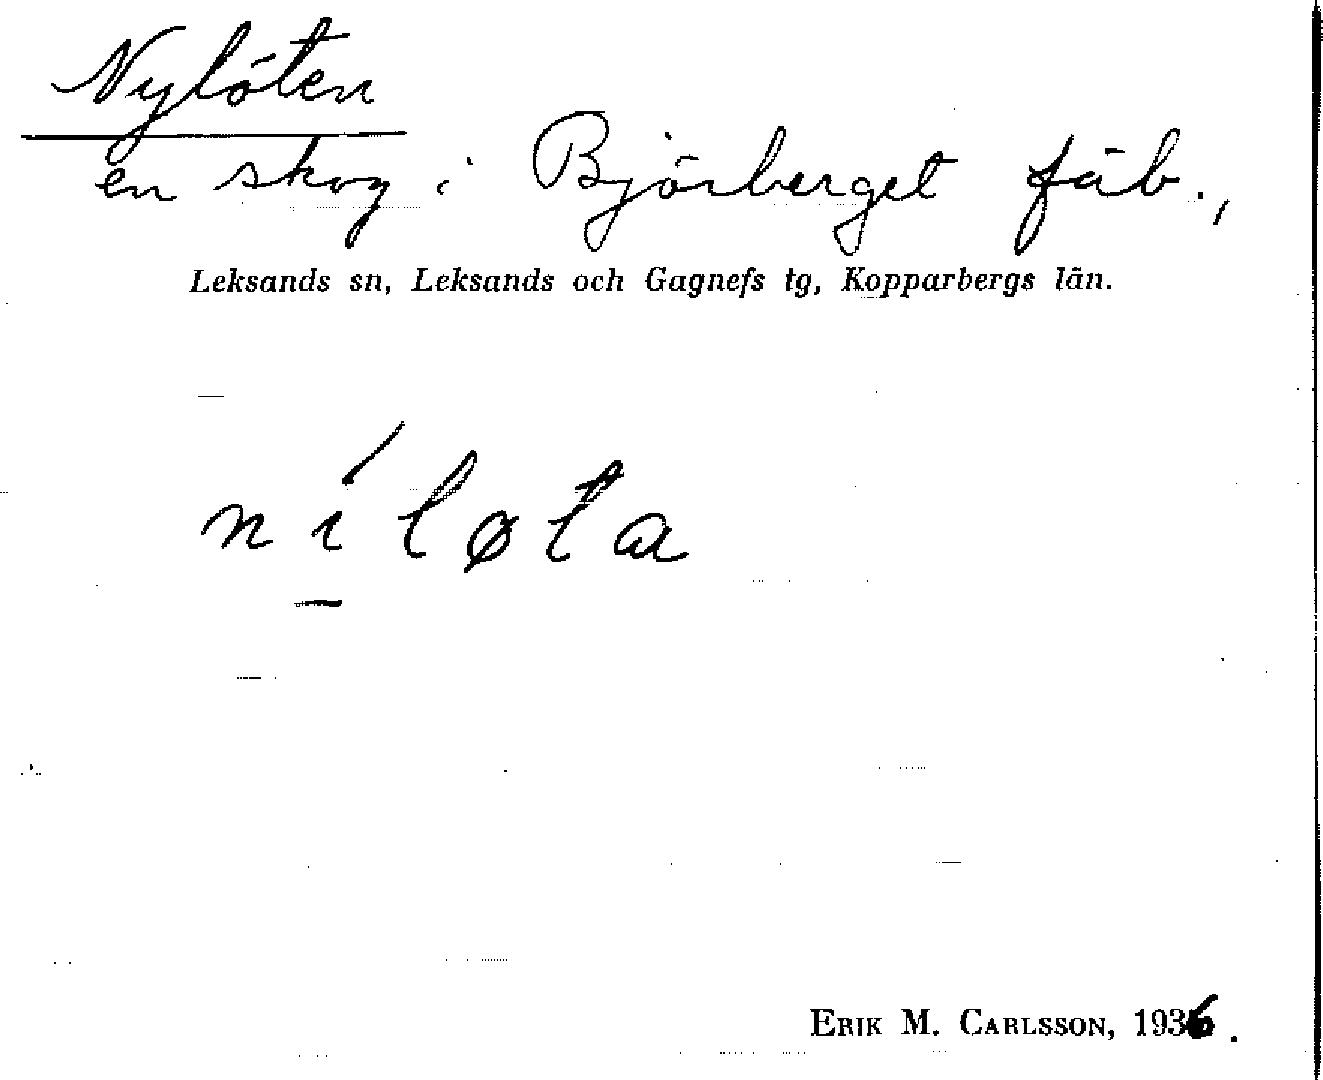 Nylöten
en skog i Björberget fäb.,
Leksands sn, Leksands och Gagnefs tg, Kopparbergs län.
níløta
ERIK M. CARLSSON, 1936.